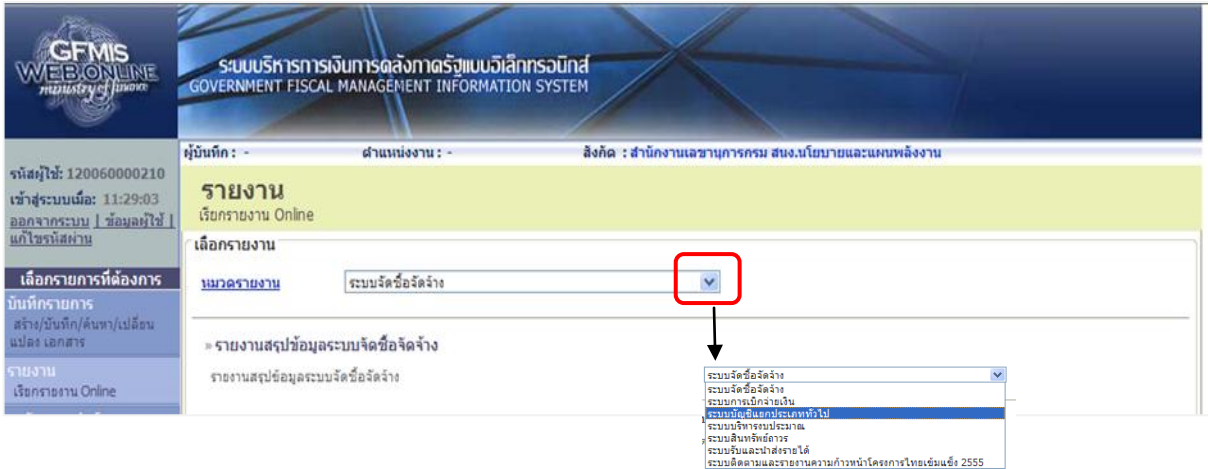 GFMIS
WEB ONLINE
ministry of finance
ระบบบริหารการเงินการคลังภาครัฐแบบอิเล็กทรอนิกส์
GOVERNMENT FISCAL MANAGEMENT INFORMATION SYSTEM
ผู้บันทึก : - ตำแหน่งงาน : - สังกัด : สำนักงานเลขานุการกรม สนง.นโยบายและแผนพลังงาน
รหัสผู้ใช้: 120060000210
เข้าสู่ระบบเมื่อ: 11:29:03
ออกจากระบบ | ข้อมูลผู้ใช้ |
แก้ไขรหัสผ่าน
รายงาน
เรียกรายงาน Online
เลือกรายงาน
หมวดรายงาน ระบบจัดซื้อจัดจ้าง
เลือกรายการที่ต้องการ
บันทึกรายการ
สร้าง/บันทึก/ค้นหา/เปลี่ยน
แปลง เอกสาร
รายงาน
เรียกรายงาน Online
» รายงานสรุปข้อมูลระบบจัดซื้อจัดจ้าง
รายงานสรุปข้อมูลระบบจัดซื้อจัดจ้าง
ระบบจัดซื้อจัดจ้าง
ระบบจัดซื้อจัดจ้าง
ระบบการเบิกจ่ายเงิน
ระบบบัญชีแยกประเภททั่วไป
ระบบบริหารงบประมาณ
ระบบสินทรัพย์ถาวร
ระบบรับและนำส่งรายได้
ระบบติดตามและรายงานความก้าวหน้าโครงการไทยเข้มแข็ง 2555